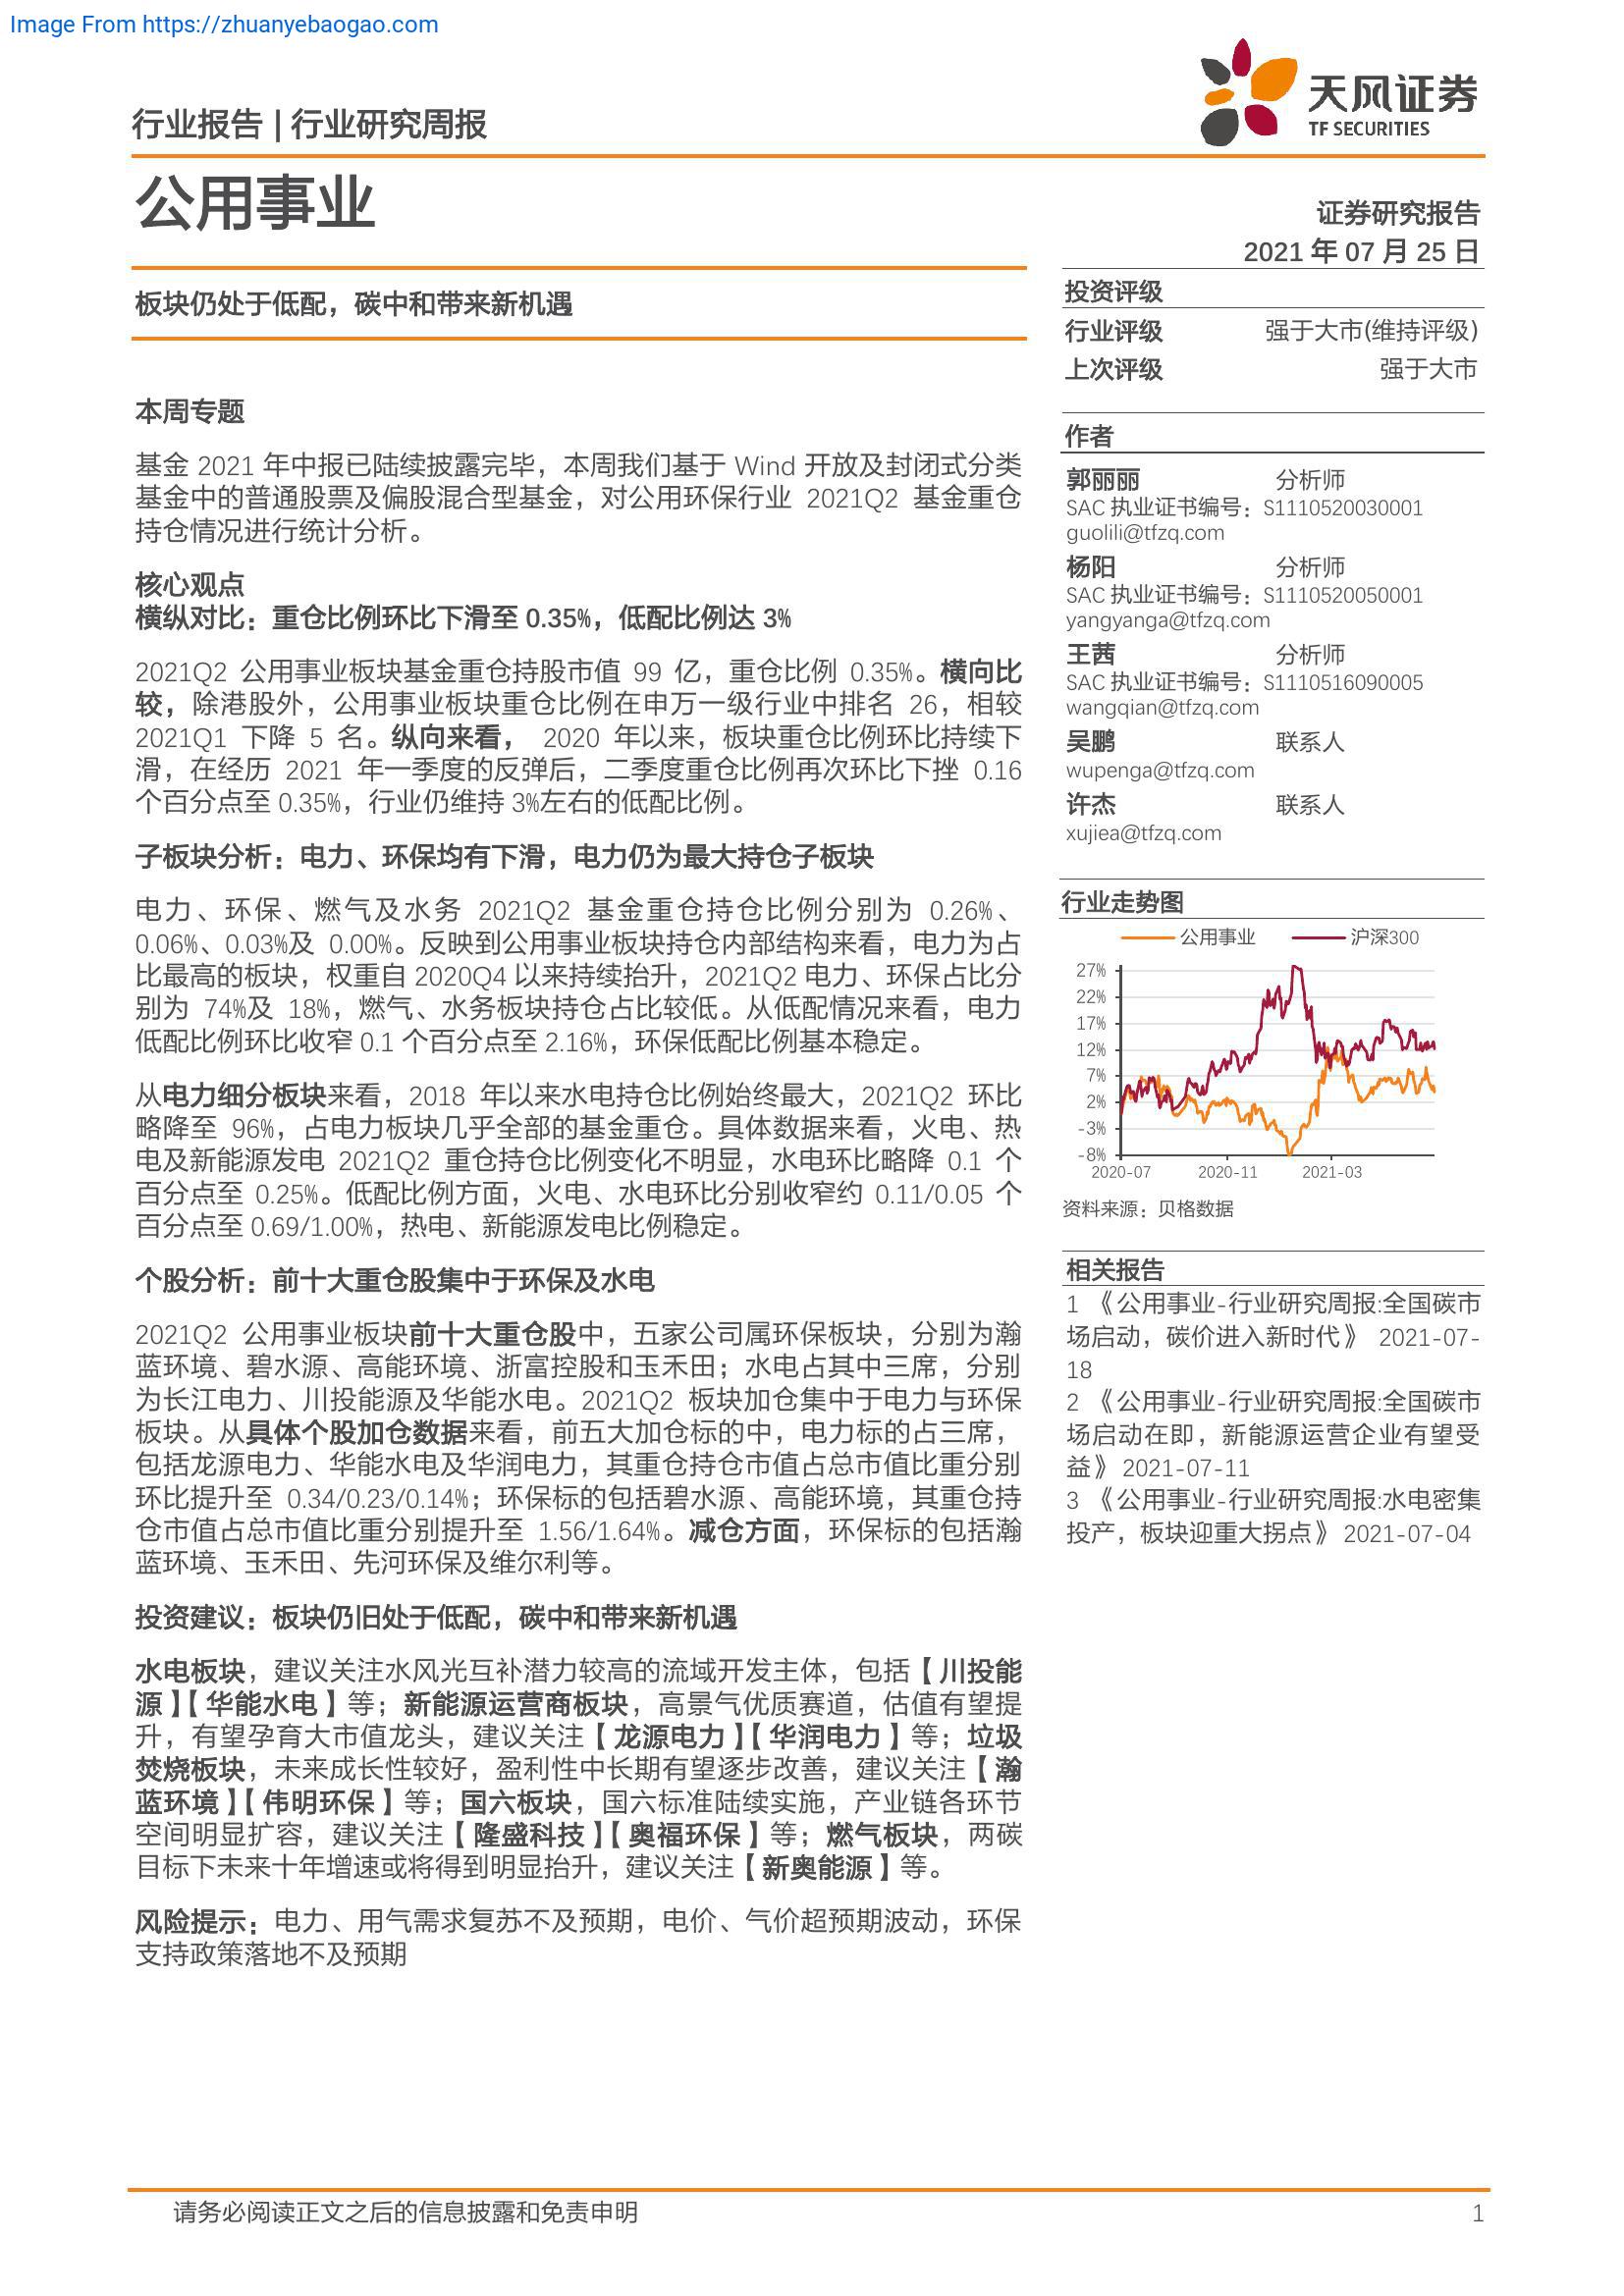 Image From https://zhuanyebaogao.com
行业报告 | 行业研究周报
天风证券
TF SECURITIES
公用事业
证券研究报告
2021 年 07 月 25 日
板块仍处于低配，碳中和带来新机遇
本周专题
基金 2021 年中报已陆续披露完毕，本周我们基于 Wind 开放及封闭式分类
基金中的普通股票及偏股混合型基金，对公用环保行业 2021Q2 基金重仓
持仓情况进行统计分析。
核心观点
横纵对比：重仓比例环比下滑至 0.35%，低配比例达 3%
2021Q2 公用事业板块基金重仓持股市值 99 亿，重仓比例 0.35%。横向比
较，除港股外，公用事业板块重仓比例在申万一级行业中排名 26，相较
2021Q1 下降 5 名。纵向来看， 2020 年以来，板块重仓比例环比持续下
滑，在经历 2021 年一季度的反弹后，二季度重仓比例再次环比下挫 0.16
个百分点至 0.35%，行业仍维持 3%左右的低配比例。
子板块分析：电力、环保均有下滑，电力仍为最大持仓子板块
电力、环保、燃气及水务 2021Q2 基金重仓持仓比例分别为 0.26%、
0.06%、0.03%及 0.00%。反映到公用事业板块持仓内部结构来看，电力为占
比最高的板块，权重自 2020Q4 以来持续抬升，2021Q2 电力、环保占比分
别为 74%及 18%，燃气、水务板块持仓占比较低。从低配情况来看，电力
低配比例环比收窄 0.1 个百分点至 2.16%，环保低配比例基本稳定。
从电力细分板块来看，2018 年以来水电持仓比例始终最大，2021Q2 环比
略降至 96%，占电力板块几乎全部的基金重仓。具体数据来看，火电、热
电及新能源发电 2021Q2 重仓持仓比例变化不明显，水电环比略降 0.1 个
百分点至 0.25%。低配比例方面，火电、水电环比分别收窄约 0.11/0.05 个
百分点至 0.69/1.00%，热电、新能源发电比例稳定。
个股分析：前十大重仓股集中于环保及水电
2021Q2 公用事业板块前十大重仓股中，五家公司属环保板块，分别为瀚
蓝环境、碧水源、高能环境、浙富控股和玉禾田；水电占其中三席，分别
为长江电力、川投能源及华能水电。2021Q2 板块加仓集中于电力与环保
板块。从具体个股加仓数据来看，前五大加仓标的中，电力标的占三席，
包括龙源电力、华能水电及华润电力，其重仓持仓市值占总市值比重分别
环比提升至 0.34/0.23/0.14%；环保标的包括碧水源、高能环境，其重仓持
仓市值占总市值比重分别提升至 1.56/1.64%。减仓方面，环保标的包括瀚
蓝环境、玉禾田、先河环保及维尔利等。
投资建议：板块仍旧处于低配，碳中和带来新机遇
水电板块，建议关注水风光互补潜力较高的流域开发主体，包括【川投能
源】【华能水电】等；新能源运营商板块，高景气优质赛道，估值有望提
升，有望孕育大市值龙头，建议关注【龙源电力】【华润电力】等；垃圾
焚烧板块，未来成长性较好，盈利性中长期有望逐步改善，建议关注【瀚
蓝环境】【伟明环保】等；国六板块，国六标准陆续实施，产业链各环节
空间明显扩容，建议关注【隆盛科技】【奥福环保】等；燃气板块，两碳
目标下未来十年增速或将得到明显抬升，建议关注【新奥能源】等。
风险提示：电力、用气需求复苏不及预期，电价、气价超预期波动，环保
支持政策落地不及预期
投资评级
行业评级 强于大市(维持评级)
上次评级 强于大市
作者
郭丽丽 分析师
SAC 执业证书编号：S1110520030001
guolili@tfzq.com
杨阳 分析师
SAC 执业证书编号：S1110520050001
yangyanga@tfzq.com
王茜 分析师
SAC 执业证书编号：S1110516090005
wangqian@tfzq.com
吴鹏 联系人
wupenga@tfzq.com
许杰 联系人
xujiea@tfzq.com
行业走势图
公用事业 沪深300
27%
22%
17%
12%
7%
2%
-3%
-8%
2020-07 2020-11 2021-03
资料来源：贝格数据
相关报告
1 《公用事业-行业研究周报:全国碳市
场启动，碳价进入新时代》 2021-07-
18
2 《公用事业-行业研究周报:全国碳市
场启动在即，新能源运营企业有望受
益》 2021-07-11
3 《公用事业-行业研究周报:水电密集
投产，板块迎重大拐点》 2021-07-04
请务必阅读正文之后的信息披露和免责申明 1